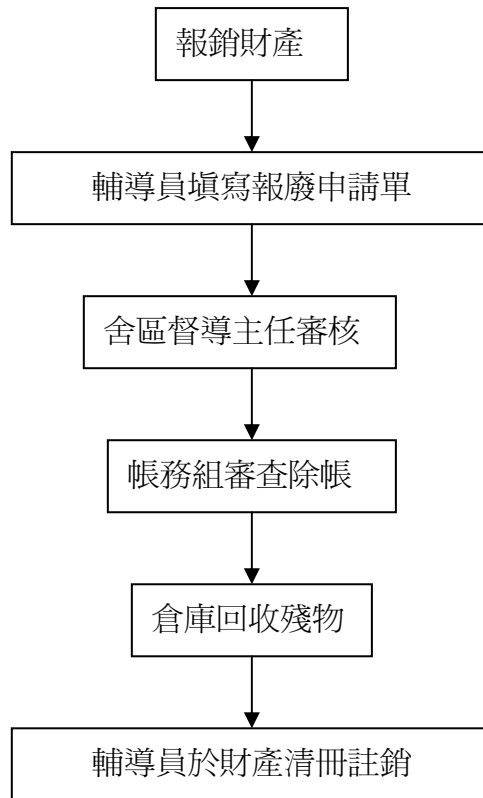 報銷財產
輔導員填寫報廢申請單
舍區督導主任審核
帳務組審查除帳
倉庫回收殘物
輔導員於財產清冊註銷